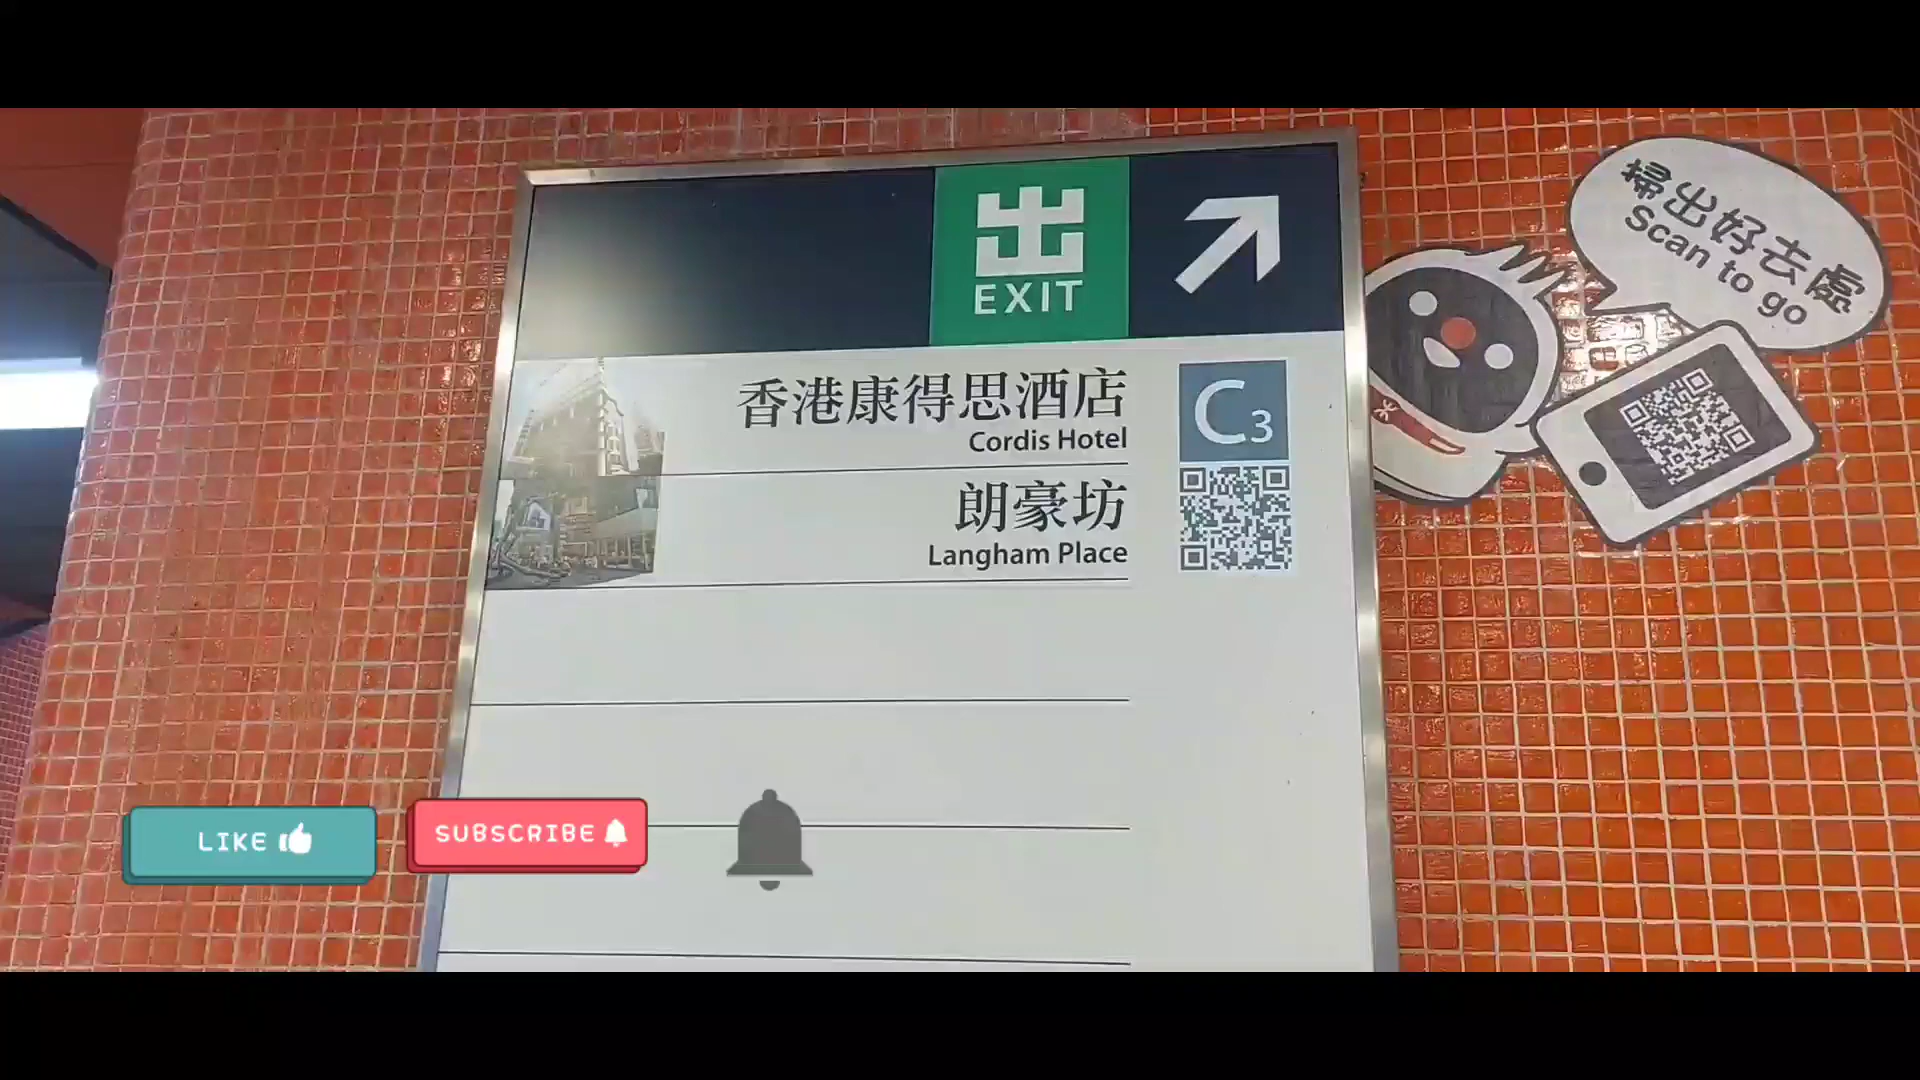 出
EXIT
香港康得思酒店
Cordis Hotel
朗豪坊
Langham Place
C3
掃出好去處
Scan to go
LIKE
SUBSCRIBE